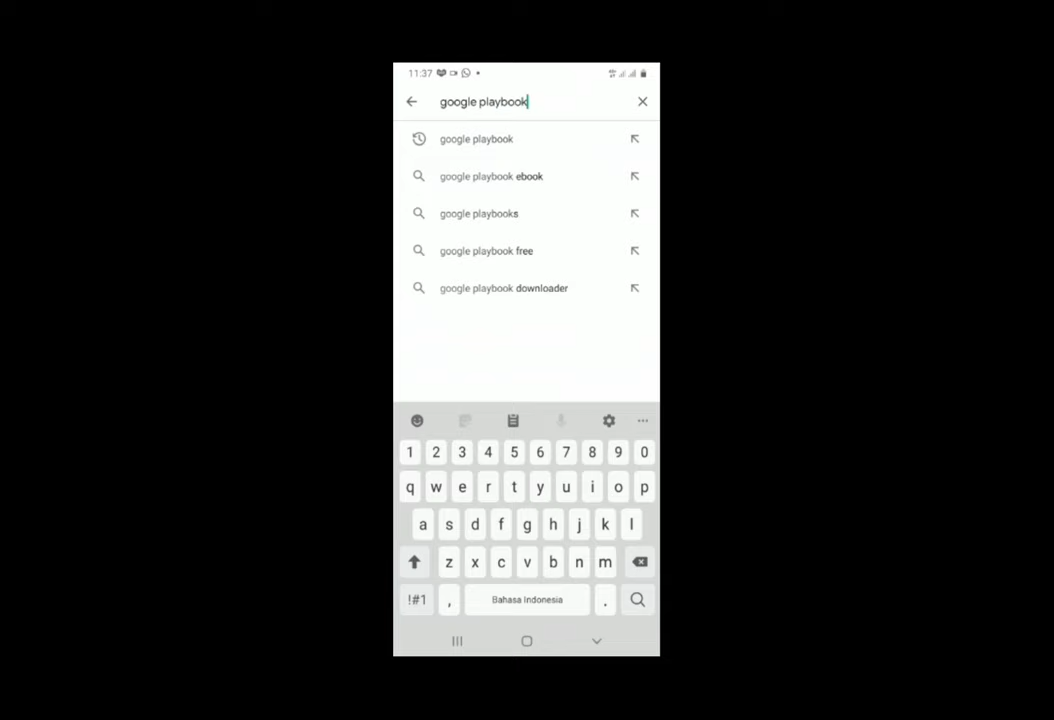 11:37
google playbook
google playbook
google playbook ebook
google playbooks
google playbook free
google playbook downloader
1 2 3 4 5 6 7 8 9 0
q w e r t y u i o p
a s d f g h j k l
z x c v b n m
!#1 , Bahasa Indonesia .